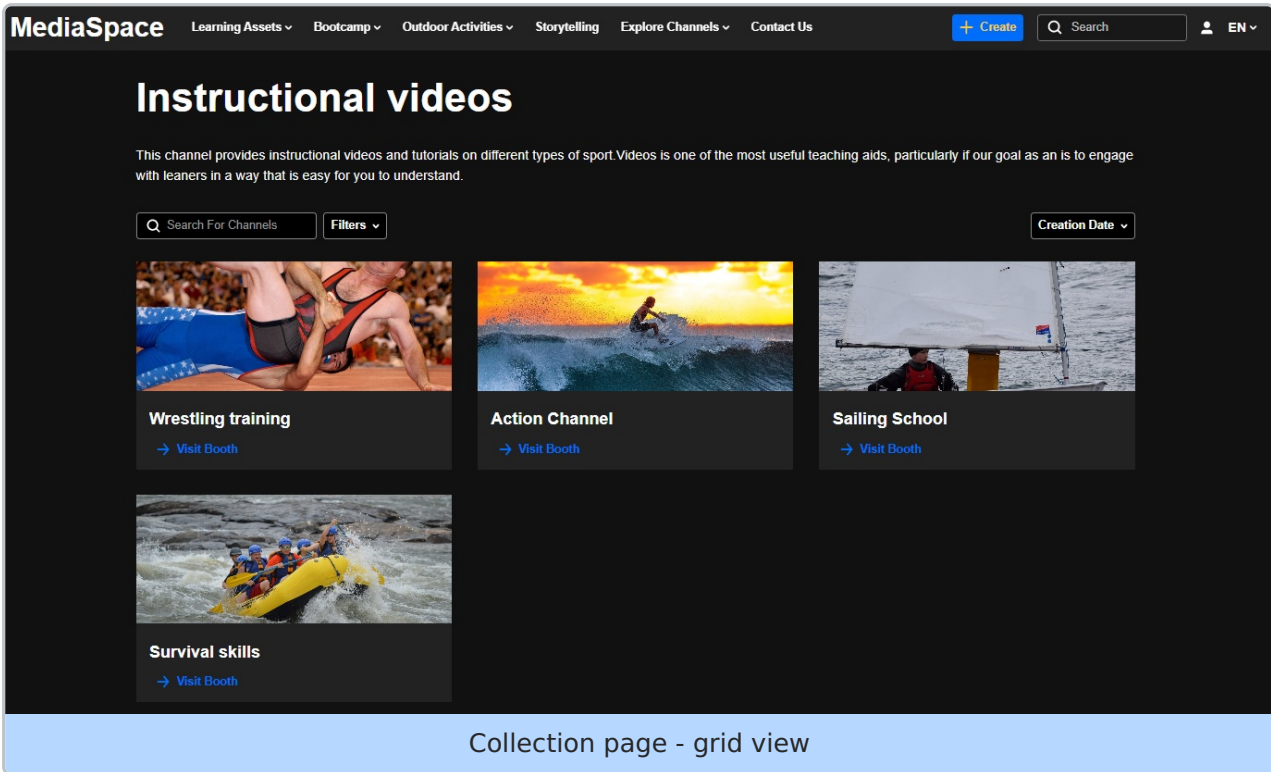 MediaSpace Learning Assets Bootcamp Outdoor Activities Storytelling Explore Channels Contact Us + Create Search EN
Instructional videos
This channel provides instructional videos and tutorials on different types of sport.Videos is one of the most useful teaching aids, particularly if our goal as an is to engage
with leaners in a way that is easy for you to understand.
Search For Channels Filters Creation Date
Wrestling training Action Channel Sailing School
→ Visit Booth → Visit Booth → Visit Booth
Survival skills
→ Visit Booth
Collection page - grid view